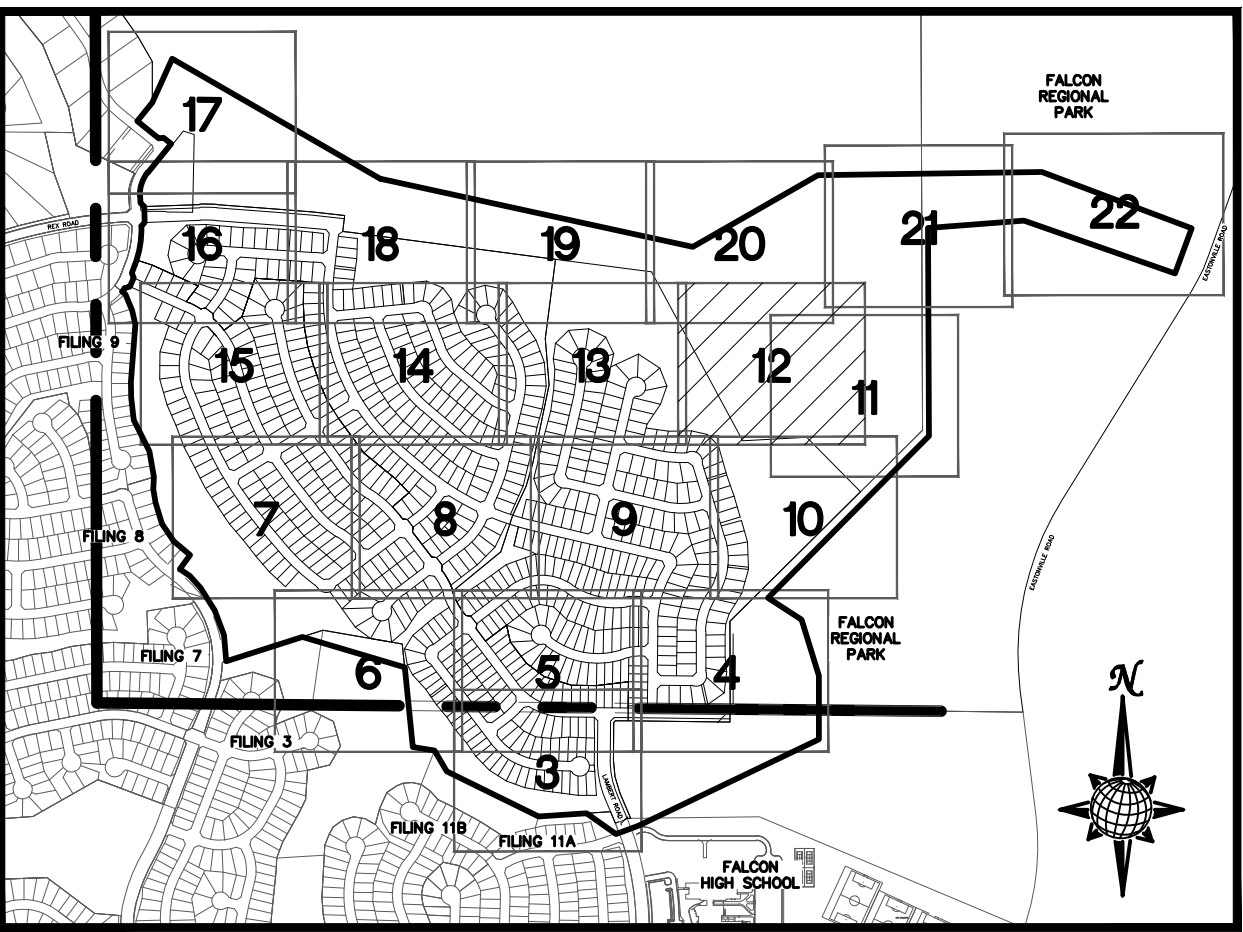 FALCON
REGIONAL
PARK
17
22
21
REX ROAD
16
18
19
20
EASTONVILLE ROAD
FILING 9
15
14
13
12
11
7
8
9
10
FILING 8
EASTONVILLE ROAD
FALCON
REGIONAL
PARK
FILING 7
6
5
4
N
FILING 3
3
LAMBERT ROAD
FILING 11B
FILING 11A
FALCON
HIGH SCHOOL